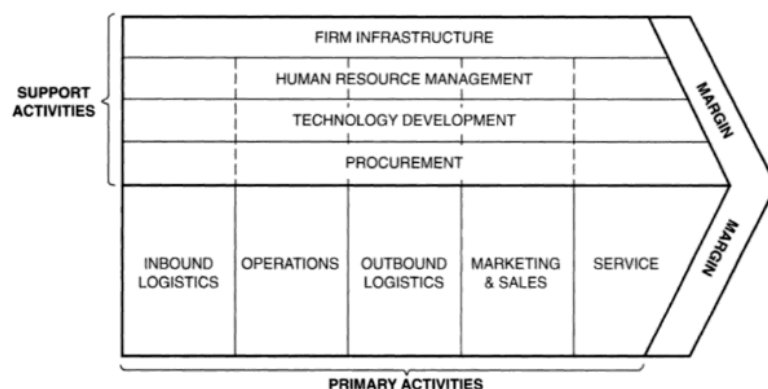 FIRM INFRASTRUCTURE
HUMAN RESOURCE MANAGEMENT
SUPPORT
ACTIVITIES
TECHNOLOGY DEVELOPMENT
PROCUREMENT
MARGIN
MARGIN
INBOUND
LOGISTICS
OPERATIONS
OUTBOUND
LOGISTICS
MARKETING
& SALES
SERVICE
PRIMARY ACTIVITIES